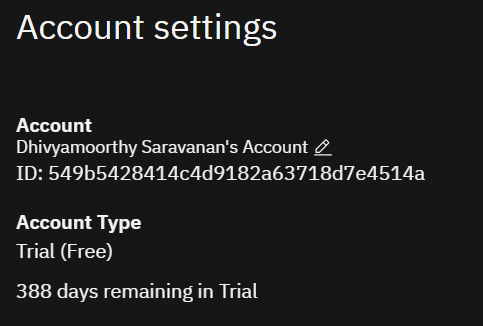 Account settings
Account
Dhivyamoorthy Saravanan's Account
ID: 549b5428414c4d9182a63718d7e4514a
Account Type
Trial (Free)
388 days remaining in Trial